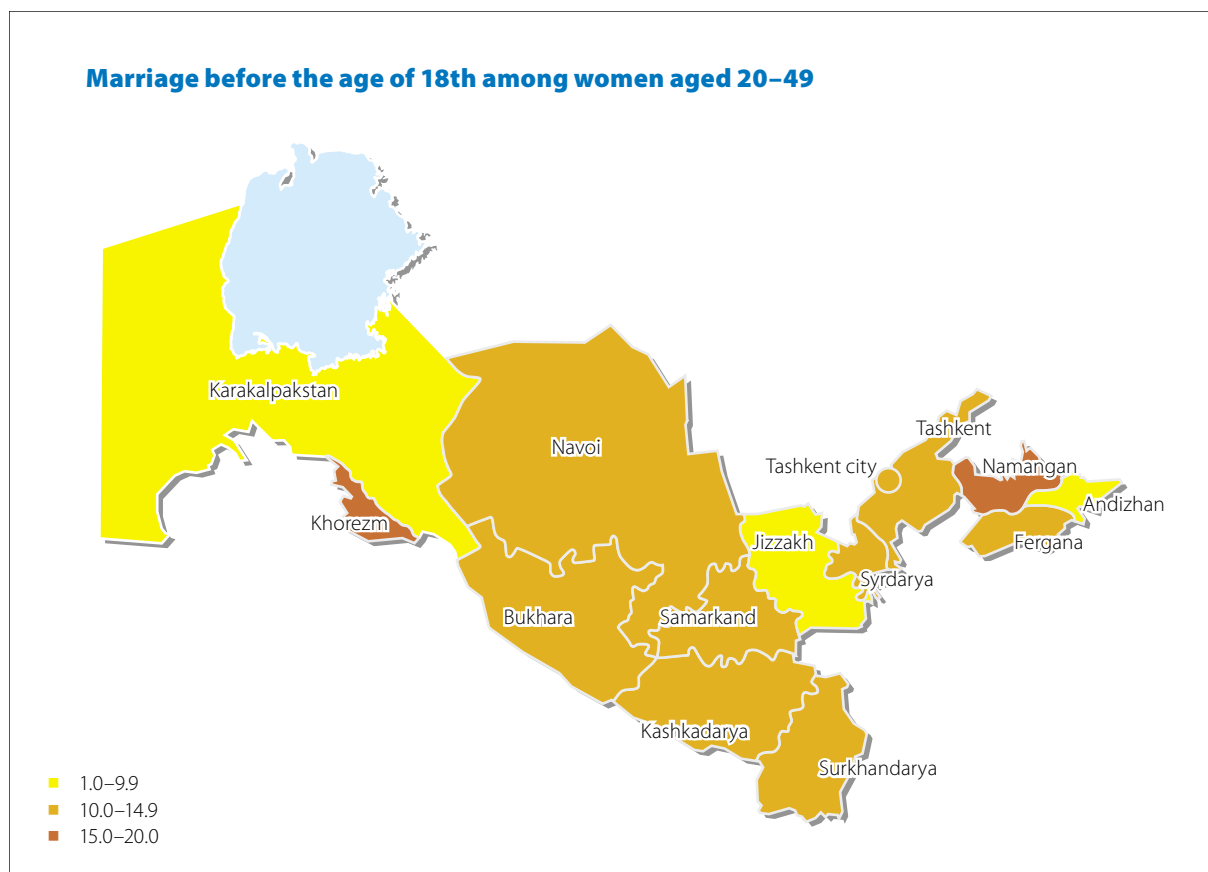 Marriage before the age of 18th among women aged 20–49
Karakalpakstan
Navoi
Tashkent
Tashkent city
Namangan
Andizhan
Khorezm
Jizzakh
Fergana
Syrdarya
Bukhara
Samarkand
Kashkadarya
Surkhandarya
1.0–9.9
10.0–14.9
15.0–20.0